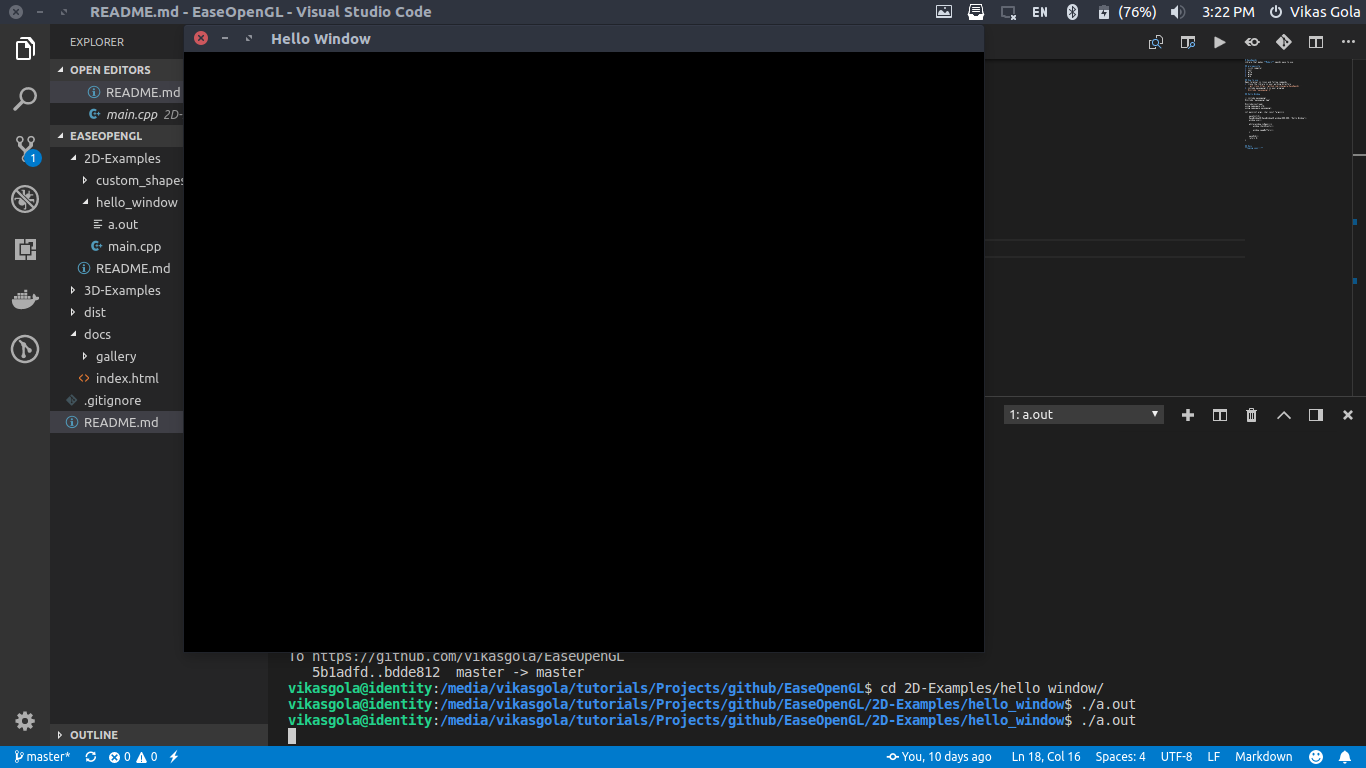 README.md - EaseOpenGL - Visual Studio Code
EN
(76%)
3:22 PM
Vikas Gola
EXPLORER
Hello Window
OPEN EDITORS
README.md
main.cpp 2D-
EASEOPENGL
2D-Examples
custom_shapes
hello_window
a.out
main.cpp
README.md
3D-Examples
dist
docs
gallery
index.html
.gitignore
README.md
1
1: a.out
To https://github.com/vikasgola/EaseOpenGL
5b1adfd..bdde812 master -> master
vikasgola@identity:/media/vikasgola/tutorials/Projects/github/EaseOpenGL$ cd 2D-Examples/hello window/
vikasgola@identity:/media/vikasgola/tutorials/Projects/github/EaseOpenGL/2D-Examples/hello_window$ ./a.out
vikasgola@identity:/media/vikasgola/tutorials/Projects/github/EaseOpenGL/2D-Examples/hello_window$ ./a.out
OUTLINE
master* 0 0 You, 10 days ago Ln 18, Col 16 Spaces: 4 UTF-8 LF Markdown